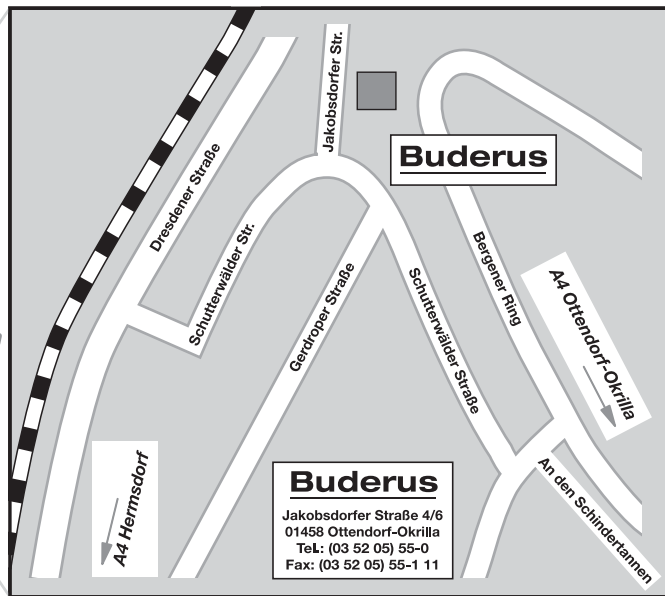 Jakobsdorfer Str.
Buderus
Dresdener Straße
Schutterwälder Str.
Gerdroper Straße
Schutterwälder Straße
Bergener Ring
A4 Ottendorf-Okrilla
A4 Hermsdorf
An den Schindertannen
Buderus
Jakobsdorfer Straße 4/6
01458 Ottendorf-Okrilla
Tel.: (03 52 05) 55-0
Fax: (03 52 05) 55-1 11